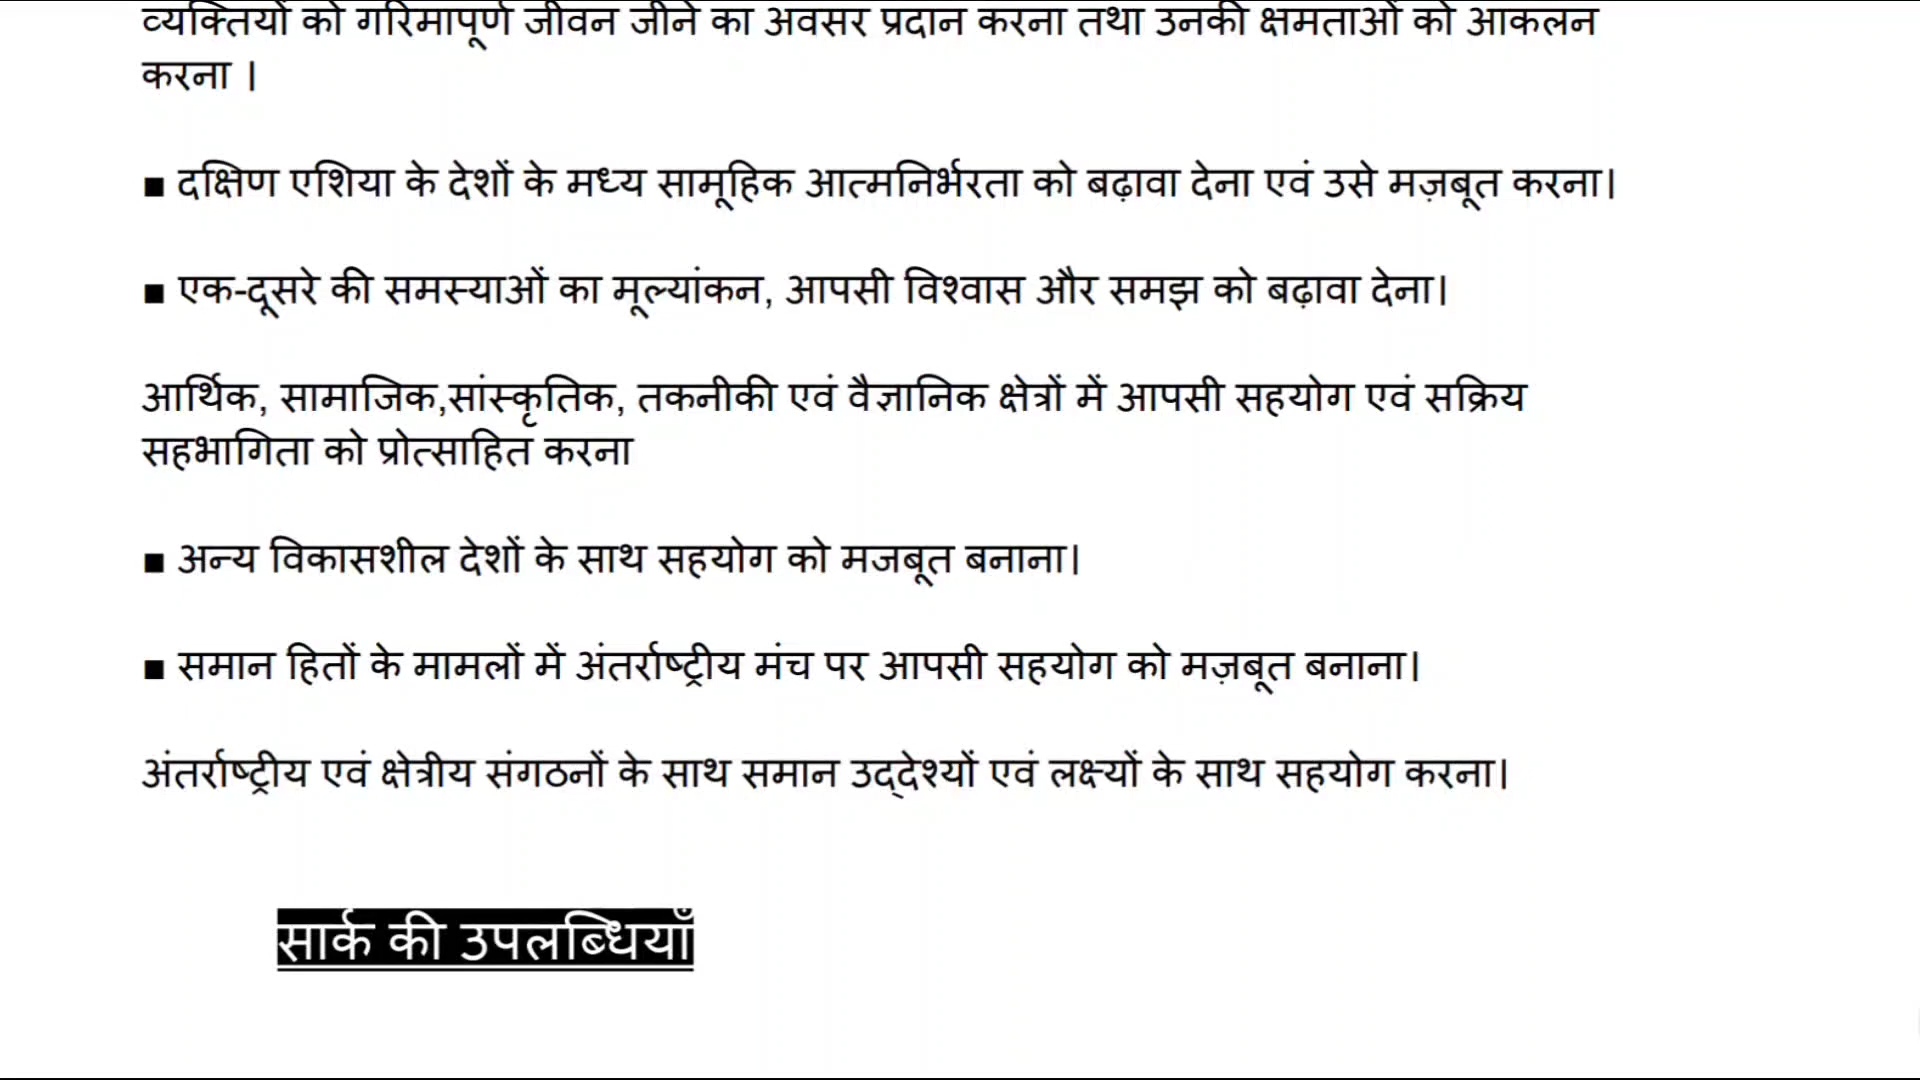 व्यक्तियों को गरिमापूर्ण जीवन जीने का अवसर प्रदान करना तथा उनकी क्षमताओं को आकलन
करना ।
■ दक्षिण एशिया के देशों के मध्य सामूहिक आत्मनिर्भरता को बढ़ावा देना एवं उसे मज़बूत करना।
■ एक-दूसरे की समस्याओं का मूल्यांकन, आपसी विश्वास और समझ को बढ़ावा देना।
आर्थिक, सामाजिक,सांस्कृतिक, तकनीकी एवं वैज्ञानिक क्षेत्रों में आपसी सहयोग एवं सक्रिय
सहभागिता को प्रोत्साहित करना
■ अन्य विकासशील देशों के साथ सहयोग को मजबूत बनाना।
■ समान हितों के मामलों में अंतर्राष्ट्रीय मंच पर आपसी सहयोग को मज़बूत बनाना।
अंतर्राष्ट्रीय एवं क्षेत्रीय संगठनों के साथ समान उद्देश्यों एवं लक्ष्यों के साथ सहयोग करना।
सार्क की उपलब्धियाँ